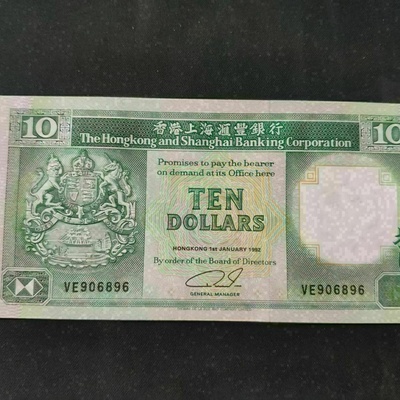 10
香港上海滙豐銀行
10
The Hongkong and Shanghai Banking Corporation
Promises to pay the bearer
on demand at its Office here
TEN
DOLLARS
HONGKONG 1st JANUARY 1992
By order of the Board of Directors
GENERAL MANAGER
VE906896
VE906896